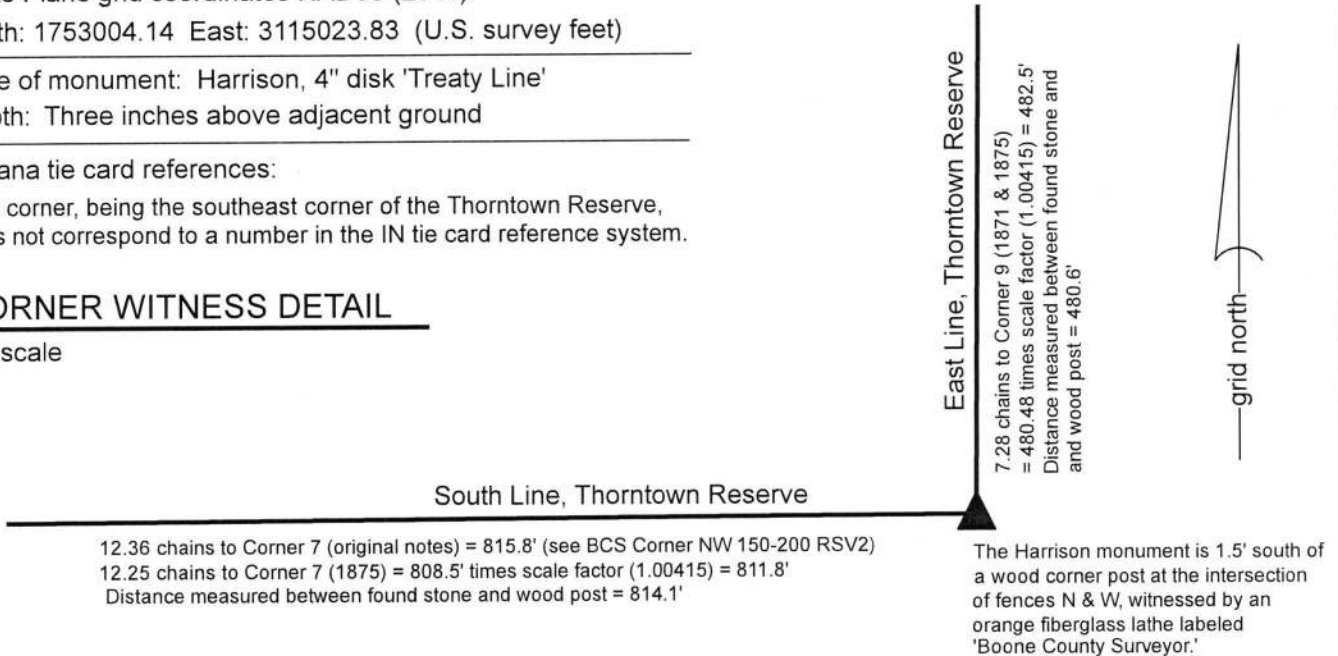 North: 1753004.14 East: 3115023.83 (U.S. survey feet)
of monument: Harrison, 4" disk 'Treaty Line'
Three inches above adjacent ground
tie card references:
corner, being the southeast corner of the Thorntown Reserve,
not correspond to a number in the IN tie card reference system.
CORNER WITNESS DETAIL
scale
East Line, Thorntown Reserve
7.28 chains to Corner 9 (1871 & 1875)
= 480.48 times scale factor (1.00415) = 482.5'
Distance measured between found stone and
and wood post = 480.6'
grid north
South Line, Thorntown Reserve
12.36 chains to Corner 7 (original notes) = 815.8' (see BCS Corner NW 150-200 RSV2)
12.25 chains to Corner 7 (1875) = 808.5' times scale factor (1.00415) = 811.8'
Distance measured between found stone and wood post = 814.1'
The Harrison monument is 1.5' south of
a wood corner post at the intersection
of fences N & W, witnessed by an
orange fiberglass lathe labeled
'Boone County Surveyor.'